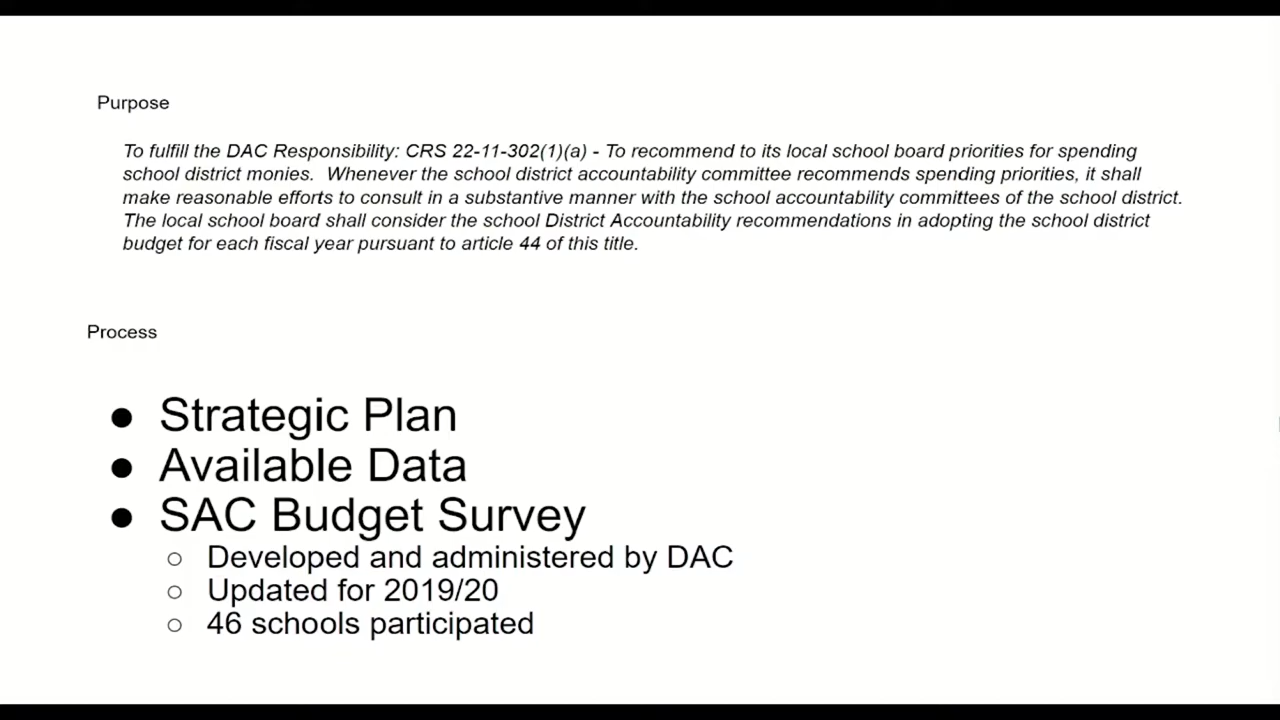 Purpose
To fulfill the DAC Responsibility: CRS 22-11-302(1)(a) - To recommend to its local school board priorities for spending
school district monies.  Whenever the school district accountability committee recommends spending priorities, it shall
make reasonable efforts to consult in a substantive manner with the school accountability committees of the school district.
The local school board shall consider the school District Accountability recommendations in adopting the school district
budget for each fiscal year pursuant to article 44 of this title.
Process
● Strategic Plan
● Available Data
● SAC Budget Survey
○ Developed and administered by DAC
○ Updated for 2019/20
○ 46 schools participated